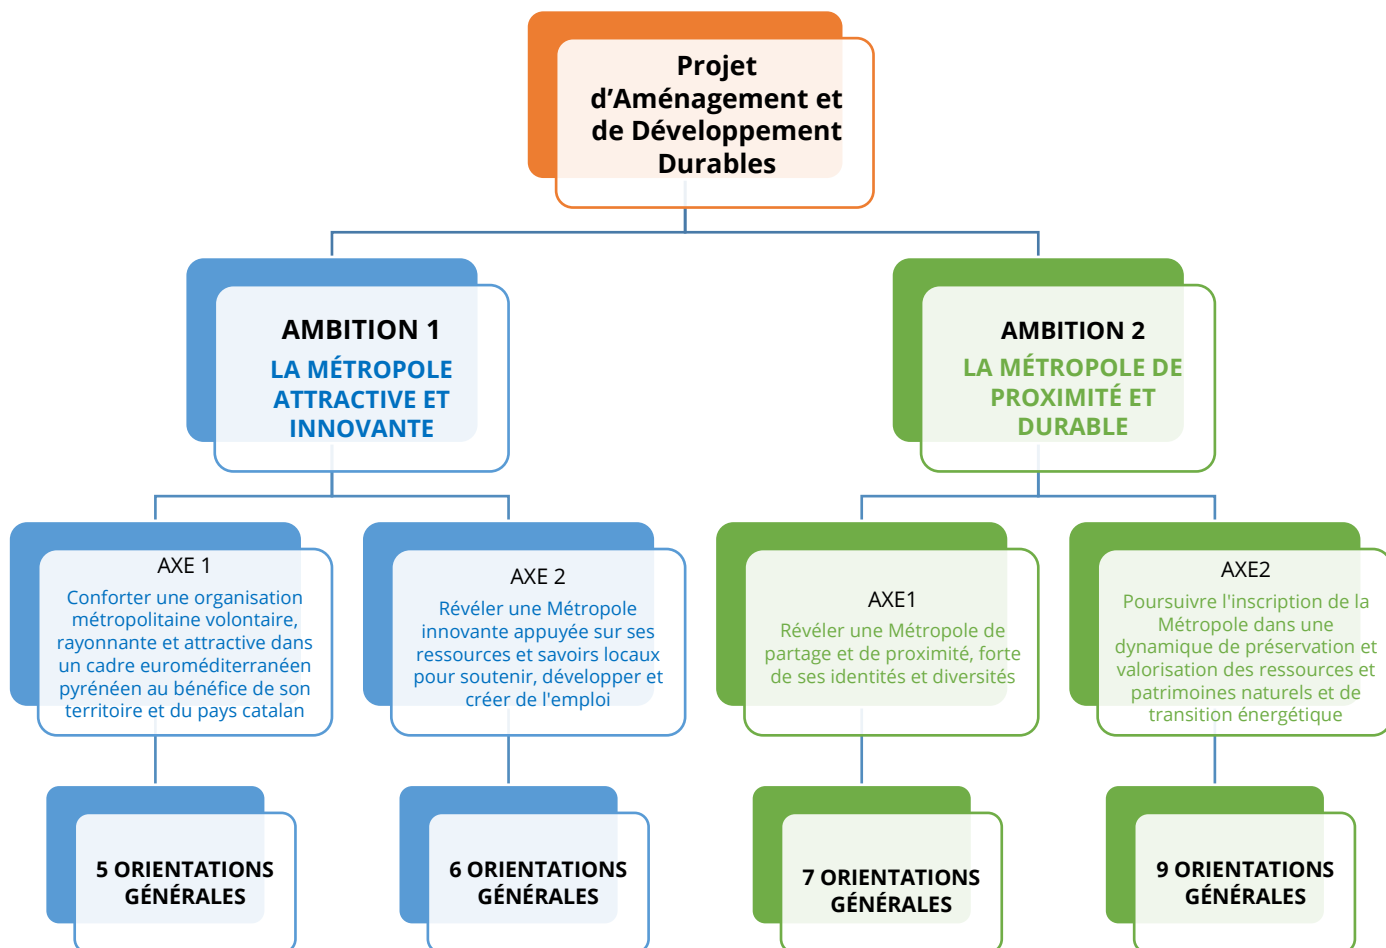 Projet
d’Aménagement et
de Développement
Durables
AMBITION 1
LA MÉTROPOLE
ATTRACTIVE ET
INNOVANTE
AMBITION 2
LA MÉTROPOLE DE
PROXIMITÉ ET
DURABLE
AXE 1
Conforter une organisation
métropolitaine volontaire,
rayonnante et attractive dans
un cadre euroméditerranéen
pyrénéen au bénéfice de son
territoire et du pays catalan
AXE 2
Révéler une Métropole
innovante appuyée sur ses
ressources et savoirs locaux
pour soutenir, développer et
créer de l'emploi
AXE1
Révéler une Métropole de
partage et de proximité, forte
de ses identités et diversités
AXE2
Poursuivre l'inscription de la
Métropole dans une
dynamique de préservation et
valorisation des ressources et
patrimoines naturels et de
transition énergétique
5 ORIENTATIONS
GÉNÉRALES
6 ORIENTATIONS
GÉNÉRALES
7 ORIENTATIONS
GÉNÉRALES
9 ORIENTATIONS
GÉNÉRALES